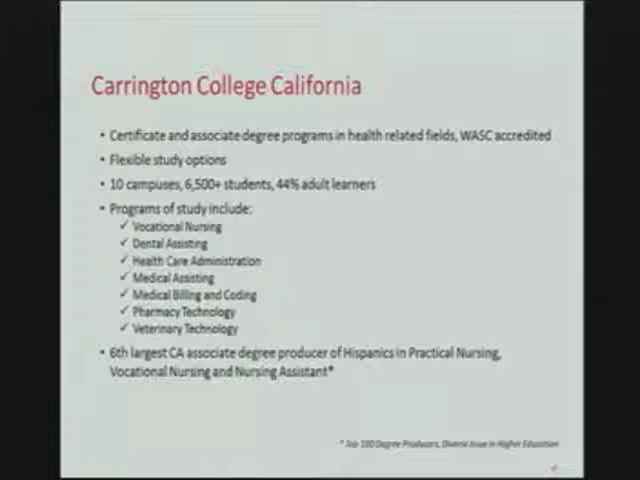 Carrington College California
• Certificate and associate degree programs in health related fields, WASC accredited
• Flexible study options
• 10 campuses, 6,500+ students, 44% adult learners
• Programs of study include:
✓ Vocational Nursing
✓ Dental Assisting
✓ Health Care Administration
✓ Medical Assisting
✓ Medical Billing and Coding
✓ Pharmacy Technology
✓ Veterinary Technology
• 6th largest CA associate degree producer of Hispanics in Practical Nursing,
Vocational Nursing and Nursing Assistant*
* Top 100 Degree Producers, Diverse Issue in Higher Education